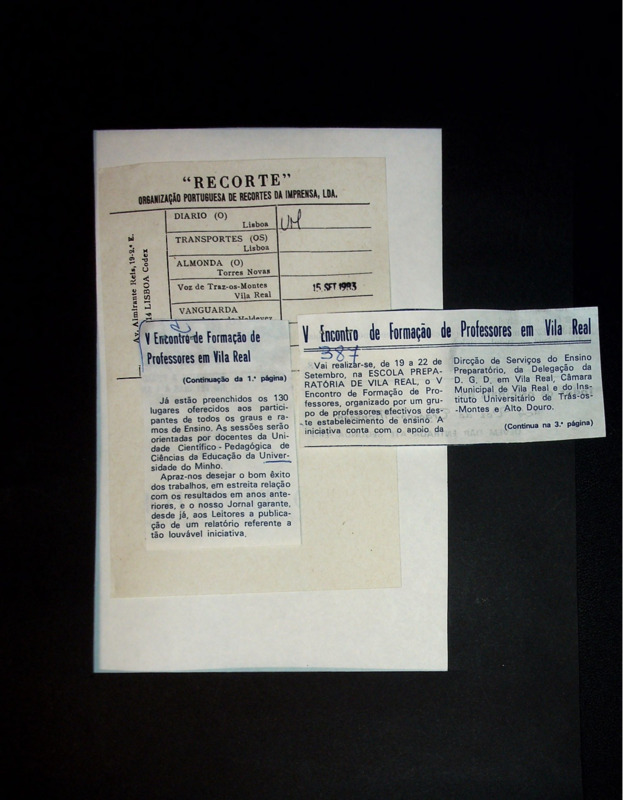 "RECORTE"
ORGANIZAÇÃO PORTUGUESA DE RECORTES DA IMPRENSA, LDA.
Av. Almirante Reis, 19-2.º E.
14 LISBOA Codex
DIARIO (O)
Lisboa
UM
TRANSPORTES (OS)
Lisboa
ALMONDA (O)
Torres Novas
Voz de Traz-os-Montes
Vila Real
15 SET 1983
VANGUARDA
V Encontro de Formação de
Professores em Vila Real
(Continuação da 1.ª página)
Já estão preenchidos os 130
lugares oferecidos aos partici-
pantes de todos os graus e ra-
mos de Ensino. As sessões serão
orientadas por docentes da Uni-
dade Científico-Pedagógica de
Ciências da Educação da Univer-
sidade do Minho.
Apraz-nos desejar o bom êxito
dos trabalhos, em estreita relação
com os resultados em anos ante-
riores, e o nosso Jornal garante,
desde já, aos Leitores a publica-
ção de um relatório referente a
tão louvável iniciativa.
V Encontro de Formação de Professores em Vila Real
387
Vai realizar-se, de 19 a 22 de
Setembro, na ESCOLA PREPA-
RATÓRIA DE VILA REAL, o V
Encontro de Formação de Pro-
fessores, organizado por um gru-
po de professores efectivos des-
te estabelecimento de ensino A
iniciativa conta com o apoio da
Dircção de Serviços do Ensino
Preparatório, da Delegação da
D. G. D. em Vila Real, Câmara
Municipal de Vila Real e do Ins-
tituto Universitário de Trás-os-
-Montes e Alto Douro.
(Continua na 3.ª página)